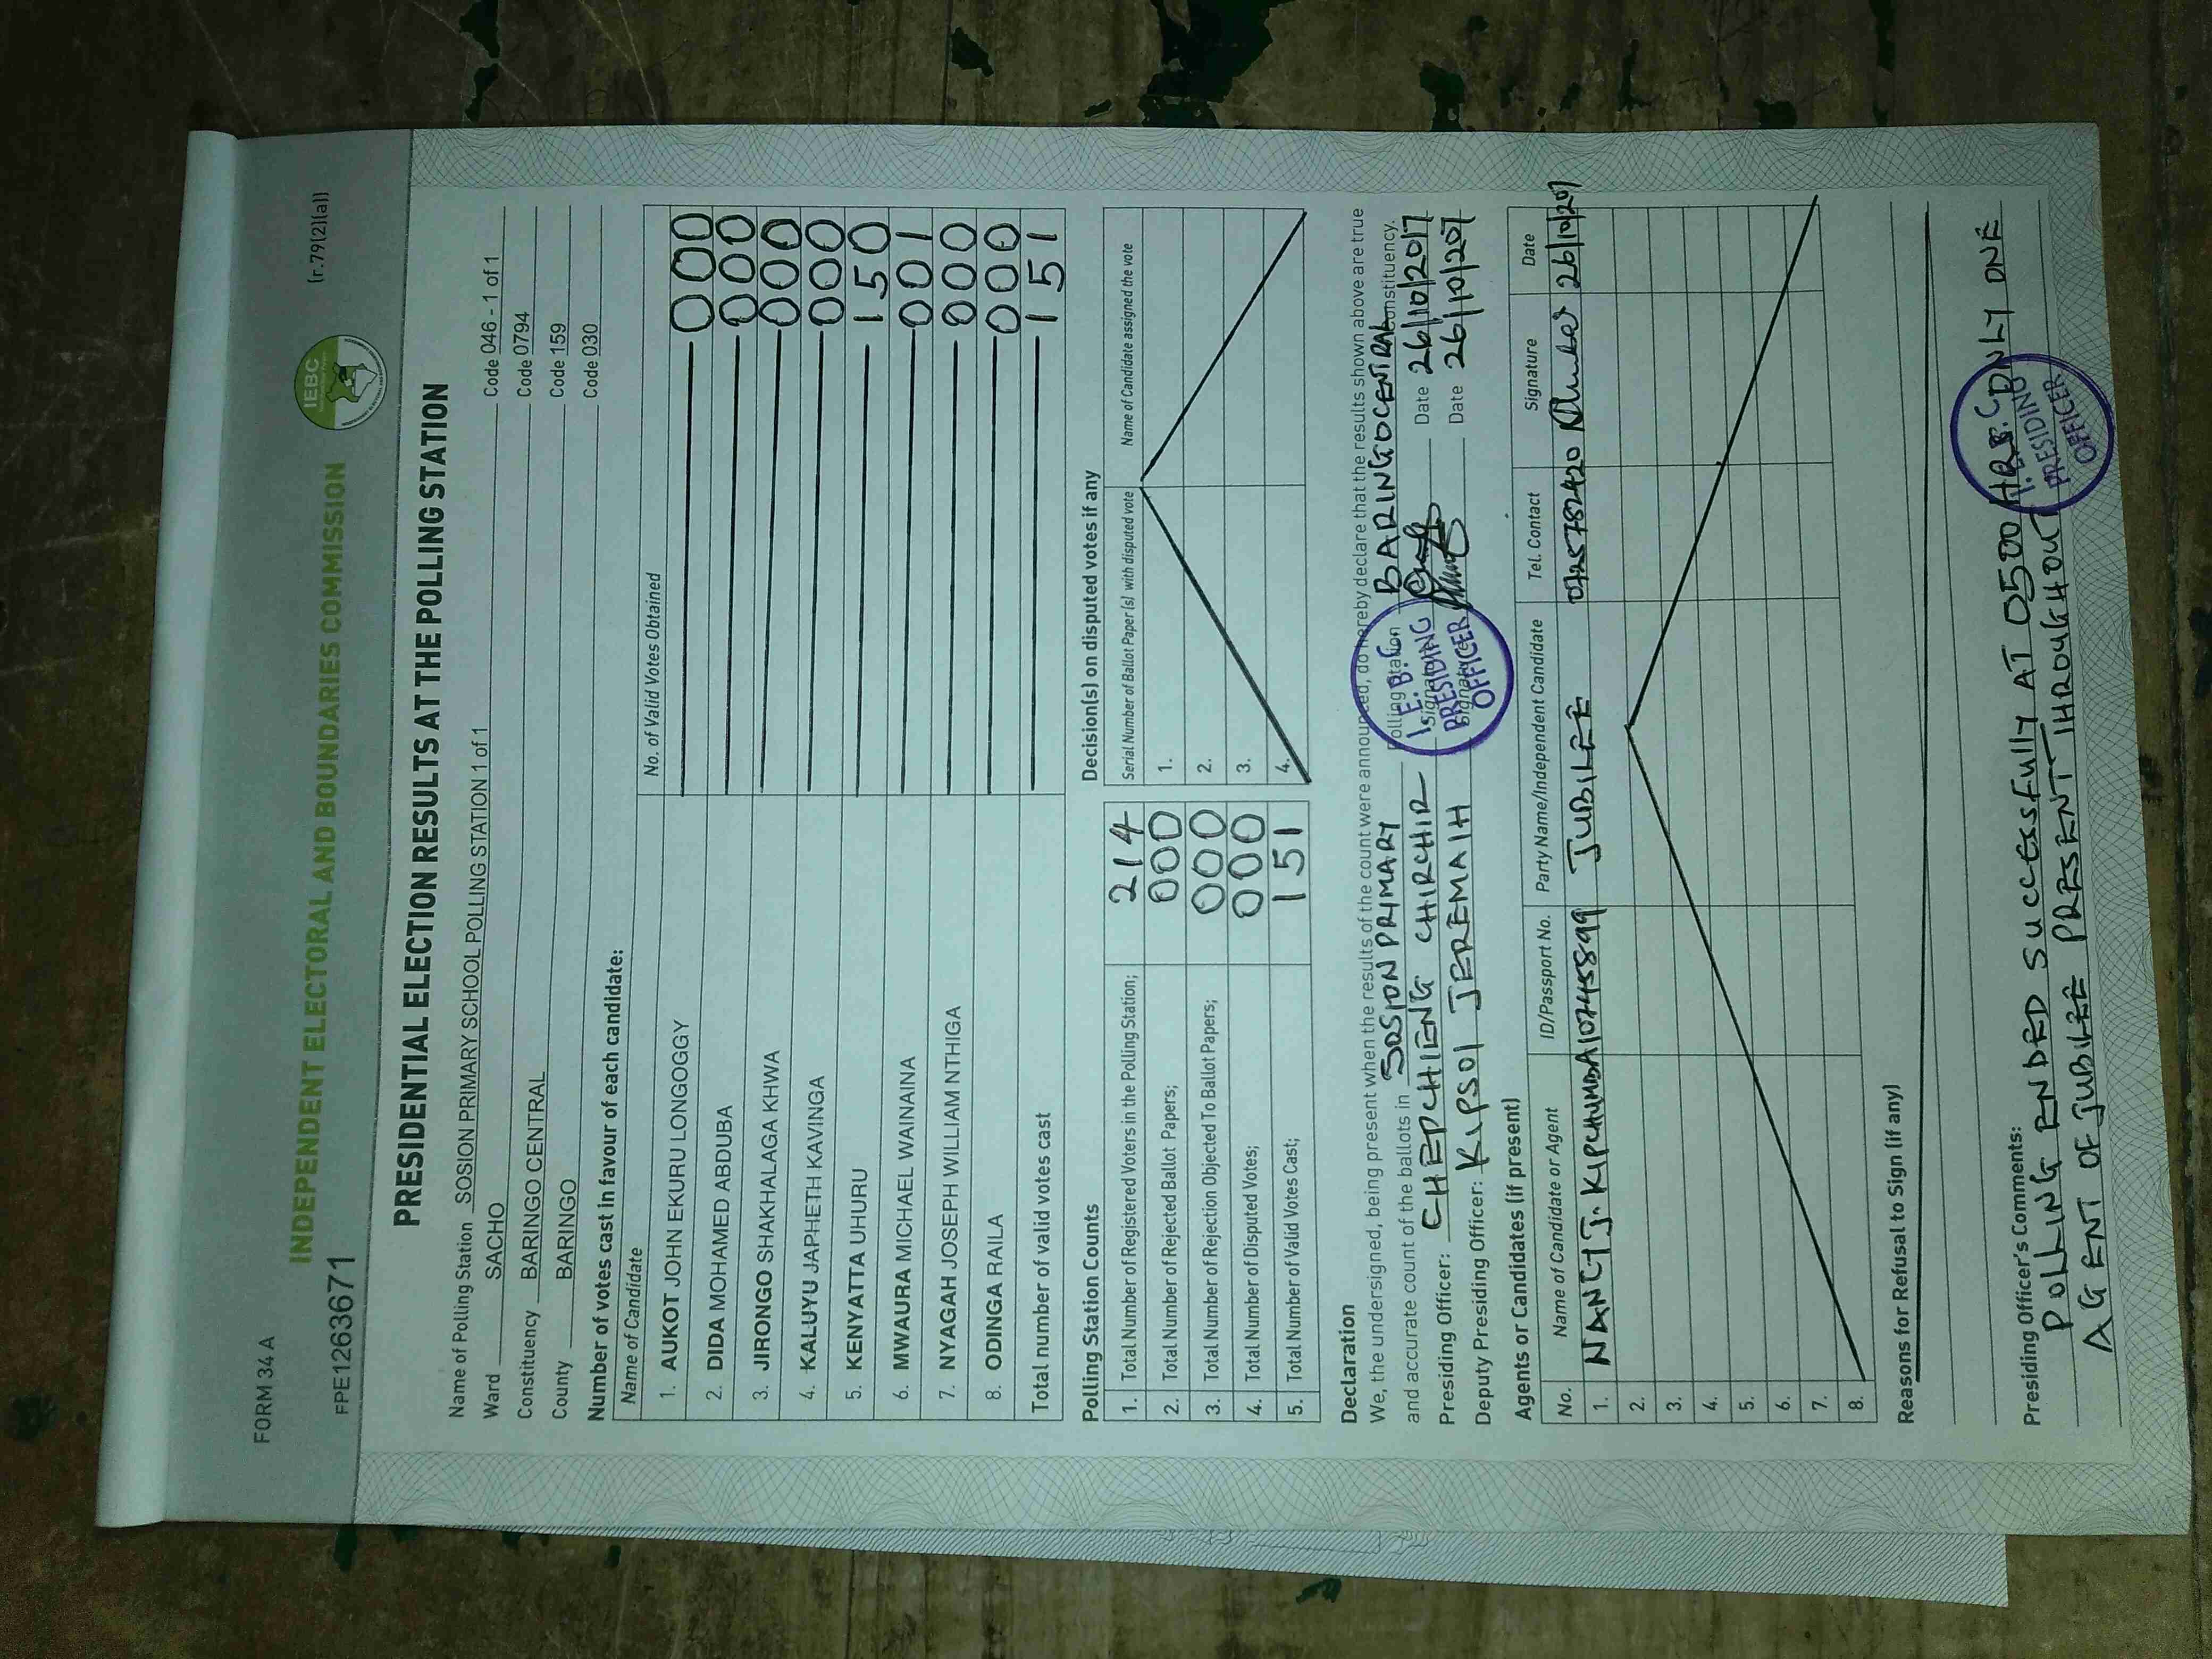 FORM 34 A
(r.79(2)(a))
IEBC
INDEPENDENT ELECTORAL AND BOUNDARIES COMMISSION
FPE1263671
PRESIDENTIAL ELECTION RESULTS AT THE POLLING STATION
Name of Polling Station SOSION PRIMARY SCHOOL POLLING STATION 1 of 1 Code 046 - 1 of 1
Ward SACHO Code 0794
Constituency BARINGO CENTRAL Code 159
County BARINGO Code 030
Number of votes cast in favour of each candidate:
Name of Candidate No. of Valid Votes Obtained
1. AUKOT JOHN EKURU LONGOGGY 000
2. DIDA MOHAMED ABDUBA 000
3. JIRONGO SHAKHALAGA KHWA 000
4. KALUYU JAPHETH KAVINGA 000
5. KENYATTA UHURU 150
6. MWAURA MICHAEL WAINAINA 001
7. NYAGAH JOSEPH WILLIAM NTHIGA 000
8. ODINGA RAILA 000
Total number of valid votes cast 151
Polling Station Counts
1. Total Number of Registered Voters in the Polling Station; 214
2. Total Number of Rejected Ballot Papers; 000
3. Total Number of Rejection Objected To Ballot Papers; 000
4. Total Number of Disputed Votes; 000
5. Total Number of Valid Votes Cast; 151
Decision(s) on disputed votes if any
Serial Number of Ballot Paper (s) with disputed vote Name of Candidate assigned the vote
1.
2.
3.
4.
Declaration
We, the undersigned, being present when the results of the count were announced, do hereby declare that the results shown above are true
and accurate count of the ballots in SOSION PRIMARY Polling Station BARINGO CENTRAL Constituency.
Presiding Officer: CHEPCHIENG CHIRCHIR Signature Date 26/10/2017
Deputy Presiding Officer: KIPSOI JEREMAIH Signature Date 26/10/2017
I.E.B.C
PRESIDING
OFFICER
Agents or Candidates (if present)
No. Name of Candidate or Agent ID/Passport No. Party Name/Independent Candidate Tel. Contact Signature Date
1. NANCY J. KIPCHUMBA JUBILEE 0725782420 26/10/2017
2.
3.
4.
5.
6.
7.
8.
Reasons for Refusal to Sign (if any)
Presiding Officer's Comments:
POLLING ENDED SUCCESSFULLY AT 0500 HRS. ONLY ONE
AGENT OF JUBILEE PRESENT THROUGHOUT
I.E.B.C
PRESIDING
OFFICER